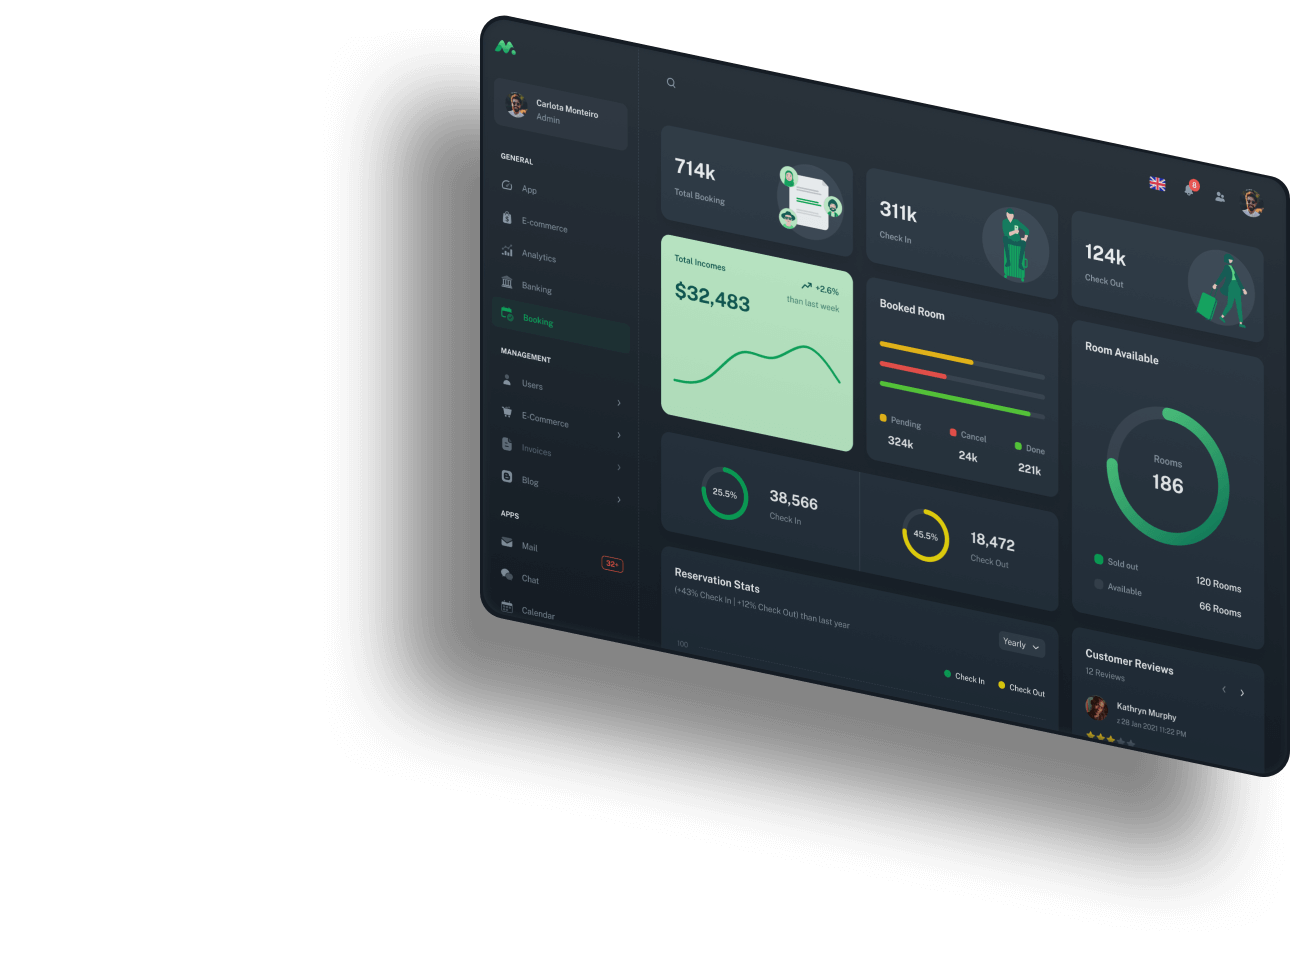 Carlota Monteiro
Admin
GENERAL
App
E-commerce
Analytics
Banking
Booking
MANAGEMENT
Users
E-Commerce
Invoices
Blog
APPS
Mail
32+
Chat
Calendar
8
714k
Total Booking
311k
Check In
124k
Check Out
Total Incomes
$32,483
+2.6%
than last week
Booked Room
Pending
324k
Cancel
24k
Done
221k
Room Available
Rooms
186
Sold out
120 Rooms
Available
66 Rooms
25.5%
38,566
Check In
45.5%
18,472
Check Out
Reservation Stats
(+43% Check In | +12% Check Out) than last year
Yearly
100
Check In
Check Out
Customer Reviews
12 Reviews
Kathryn Murphy
z 28 Jan 2021 11:22 PM